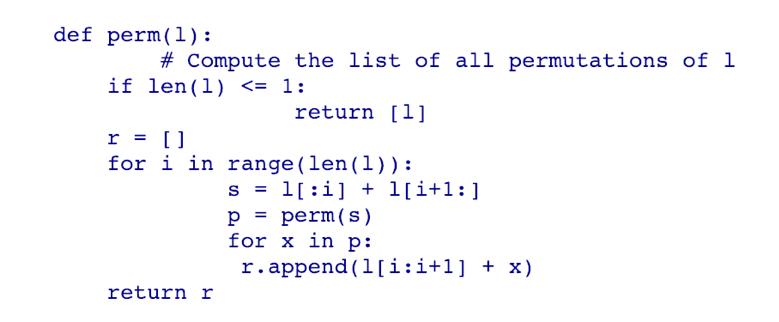 def perm(l):
        # Compute the list of all permutations of l
    if len(l) <= 1:
                  return [l]
    r = []
    for i in range(len(l)):
             s = l[:i] + l[i+1:]
             p = perm(s)
             for x in p:
              r.append(l[i:i+1] + x)
    return r